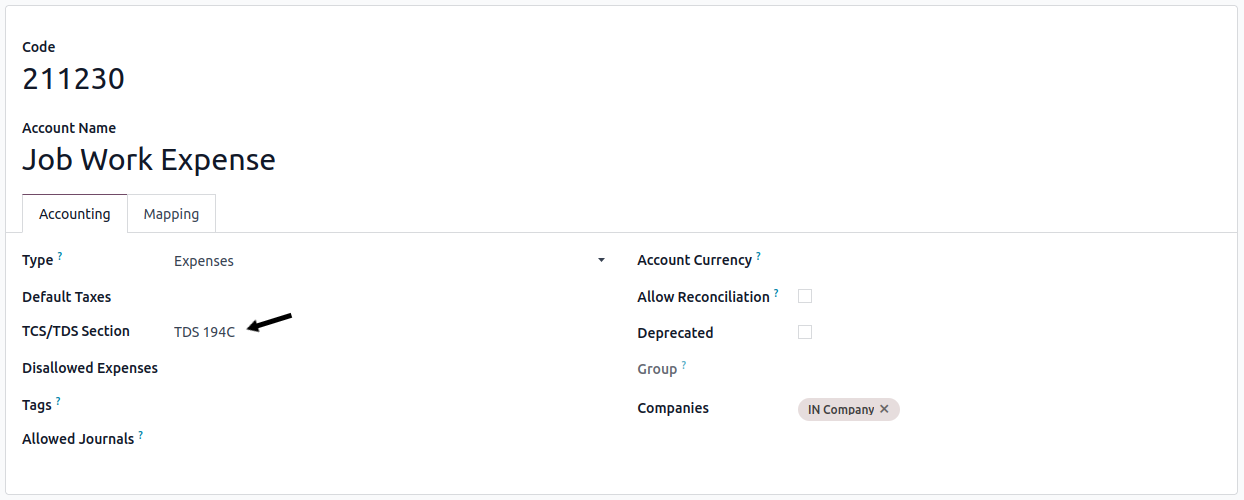 Code
211230
Account Name
Job Work Expense
Accounting
Mapping
Type ?
Expenses
Default Taxes
TCS/TDS Section
TDS 194C
Disallowed Expenses
Tags ?
Allowed Journals ?
Account Currency ?
Allow Reconciliation ?
Deprecated
Group ?
Companies
IN Company ✕